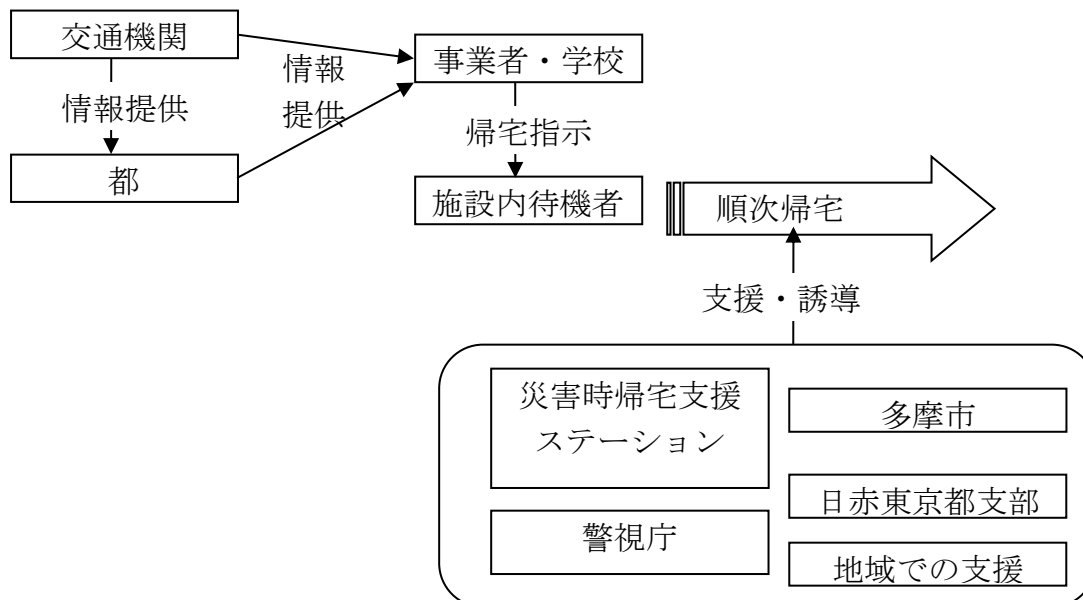 交通機関
情報提供
都
情報
提供
事業者・学校
帰宅指示
施設内待機者
順次帰宅
支援・誘導
災害時帰宅支援
ステーション
警視庁
多摩市
日赤東京都支部
地域での支援